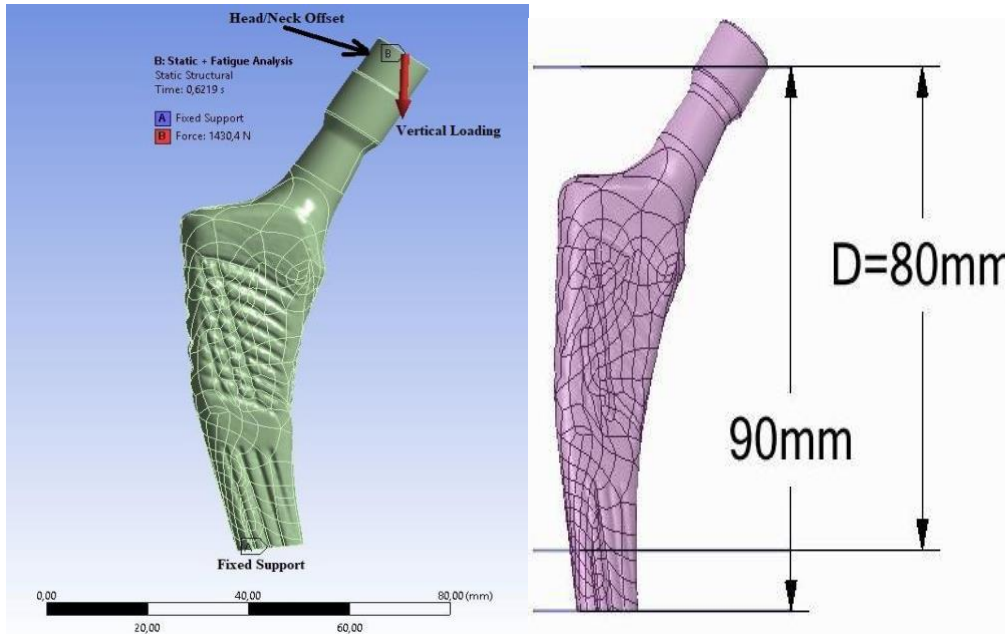 Head/Neck Offset
B: Static + Fatigue Analysis
Static Structural
Time: 0,6219 s
A Fixed Support
B Force: 1430,4 N
B
Vertical Loading
A
Fixed Support
0,00 40,00 80,00 (mm)
20,00 60,00
D=80mm
90mm